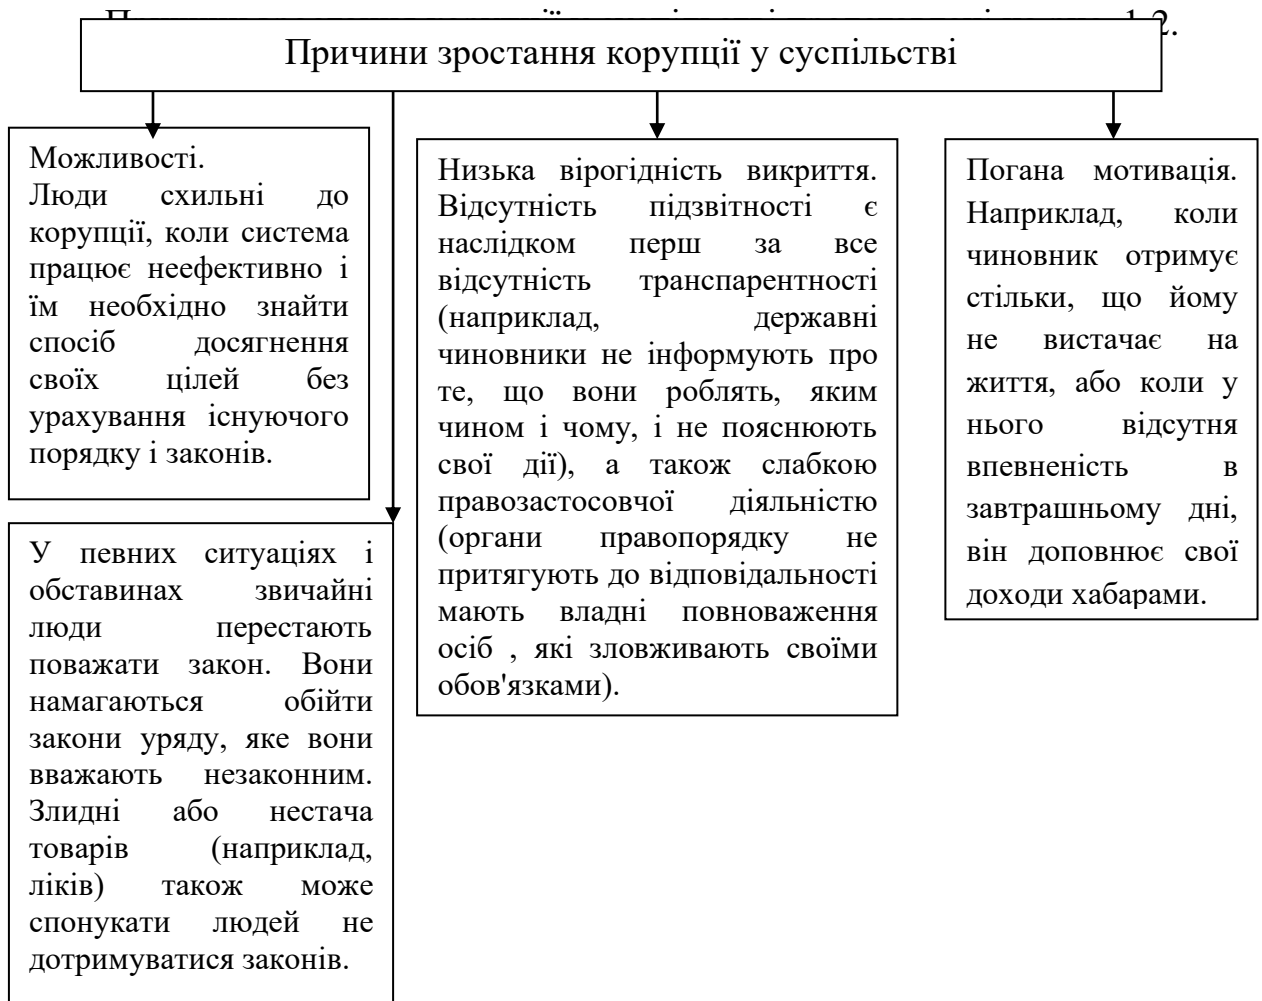 1.2.
Причини зростання корупції у суспільстві
Можливості.
Люди схильні до
корупції, коли система
працює неефективно і
їм необхідно знайти
спосіб досягнення
своїх цілей без
урахування існуючого
порядку і законів.
У певних ситуаціях і
обставинах звичайні
люди перестають
поважати закон. Вони
намагаються обійти
закони уряду, яке вони
вважають незаконним.
Злидні або нестача
товарів (наприклад,
ліків) також може
спонукати людей не
дотримуватися законів.
Низька вірогідність викриття.
Відсутність підзвітності є
наслідком перш за все
відсутність транспарентності
(наприклад, державні
чиновники не інформують про
те, що вони роблять, яким
чином і чому, і не пояснюють
свої дії), а також слабкою
правозастосовчої діяльністю
(органи правопорядку не
притягують до відповідальності
мають владні повноваження
осіб , які зловживають своїми
обов'язками).
Погана мотивація.
Наприклад, коли
чиновник отримує
стільки, що йому
не вистачає на
життя, або коли у
нього відсутня
впевненість в
завтрашньому дні,
він доповнює свої
доходи хабарами.